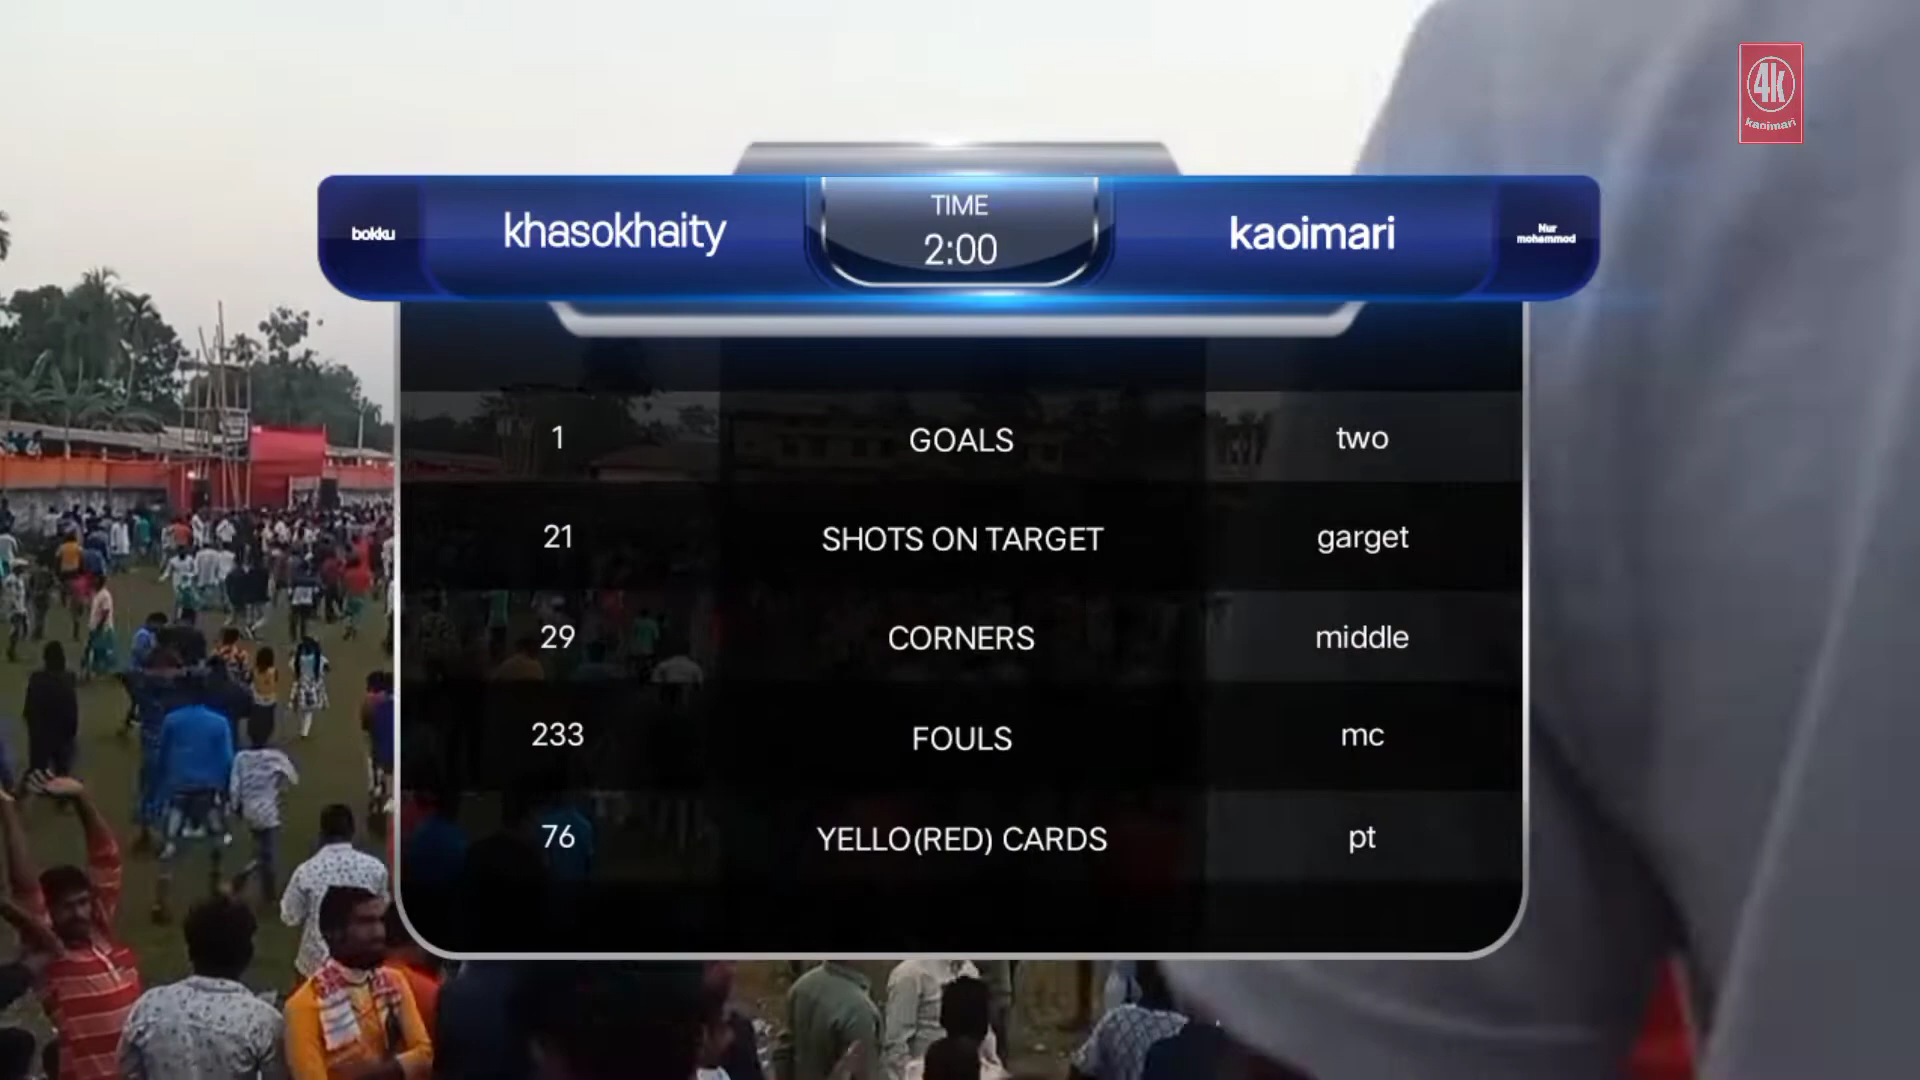 4k
kaoimari
bokku
khasokhaity
TIME
2:00
kaoimari
Nur
mohammod
1
GOALS
two
21
SHOTS ON TARGET
garget
29
CORNERS
middle
233
FOULS
mc
76
YELLO(RED) CARDS
pt